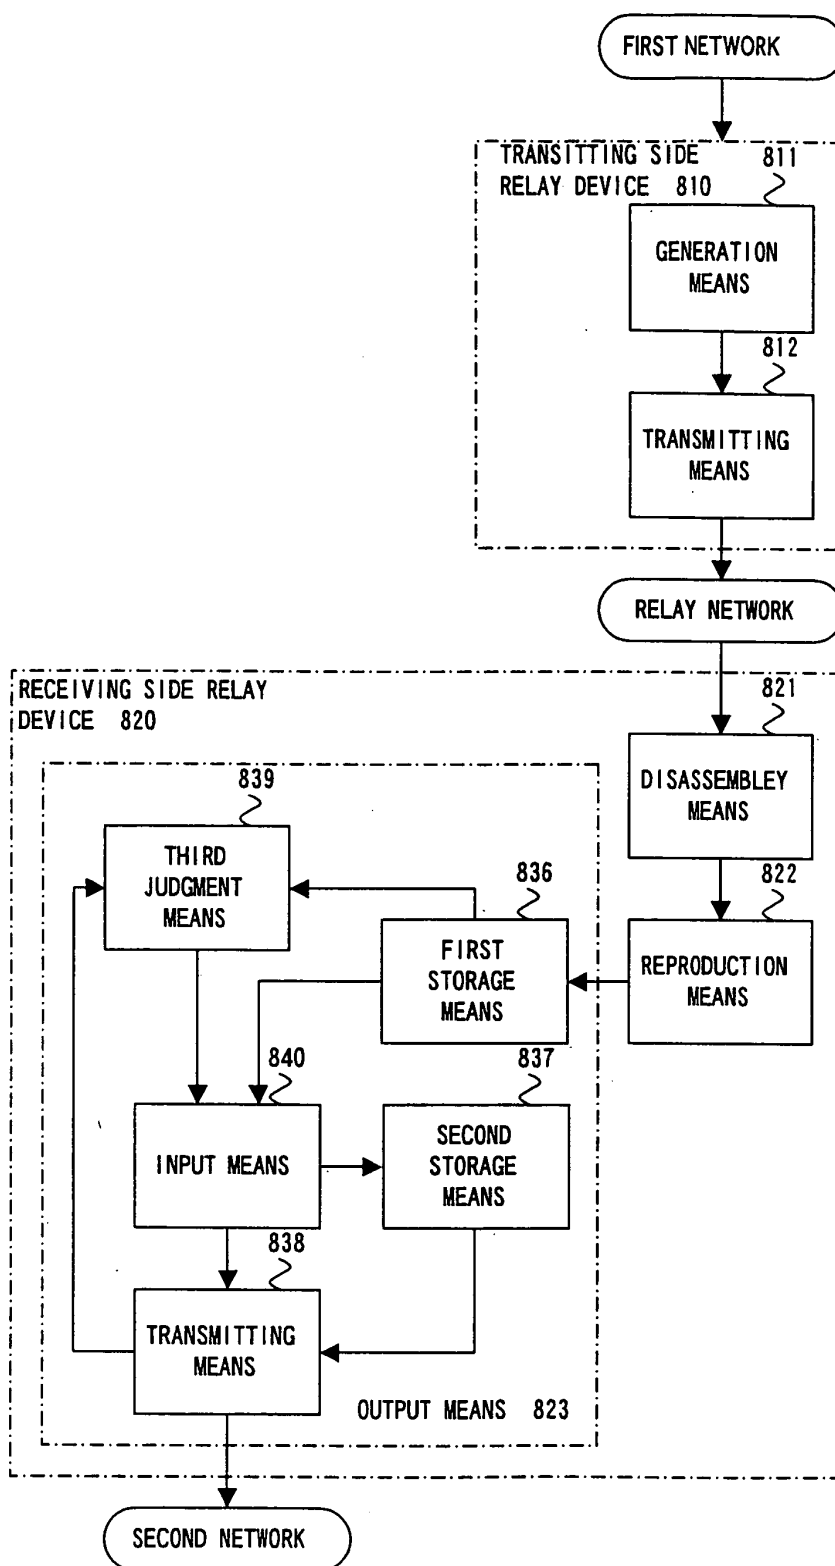 FIRST NETWORK
TRANSITTING SIDE
RELAY DEVICE 810
811
GENERATION
MEANS
812
TRANSMITTING
MEANS
RELAY NETWORK
RECEIVING SIDE RELAY
DEVICE 820
821
DISASSEMBLEY
MEANS
839
THIRD
JUDGMENT
MEANS
836
FIRST
STORAGE
MEANS
822
REPRODUCTION
MEANS
840
INPUT MEANS
837
SECOND
STORAGE
MEANS
838
TRANSMITTING
MEANS
OUTPUT MEANS 823
SECOND NETWORK